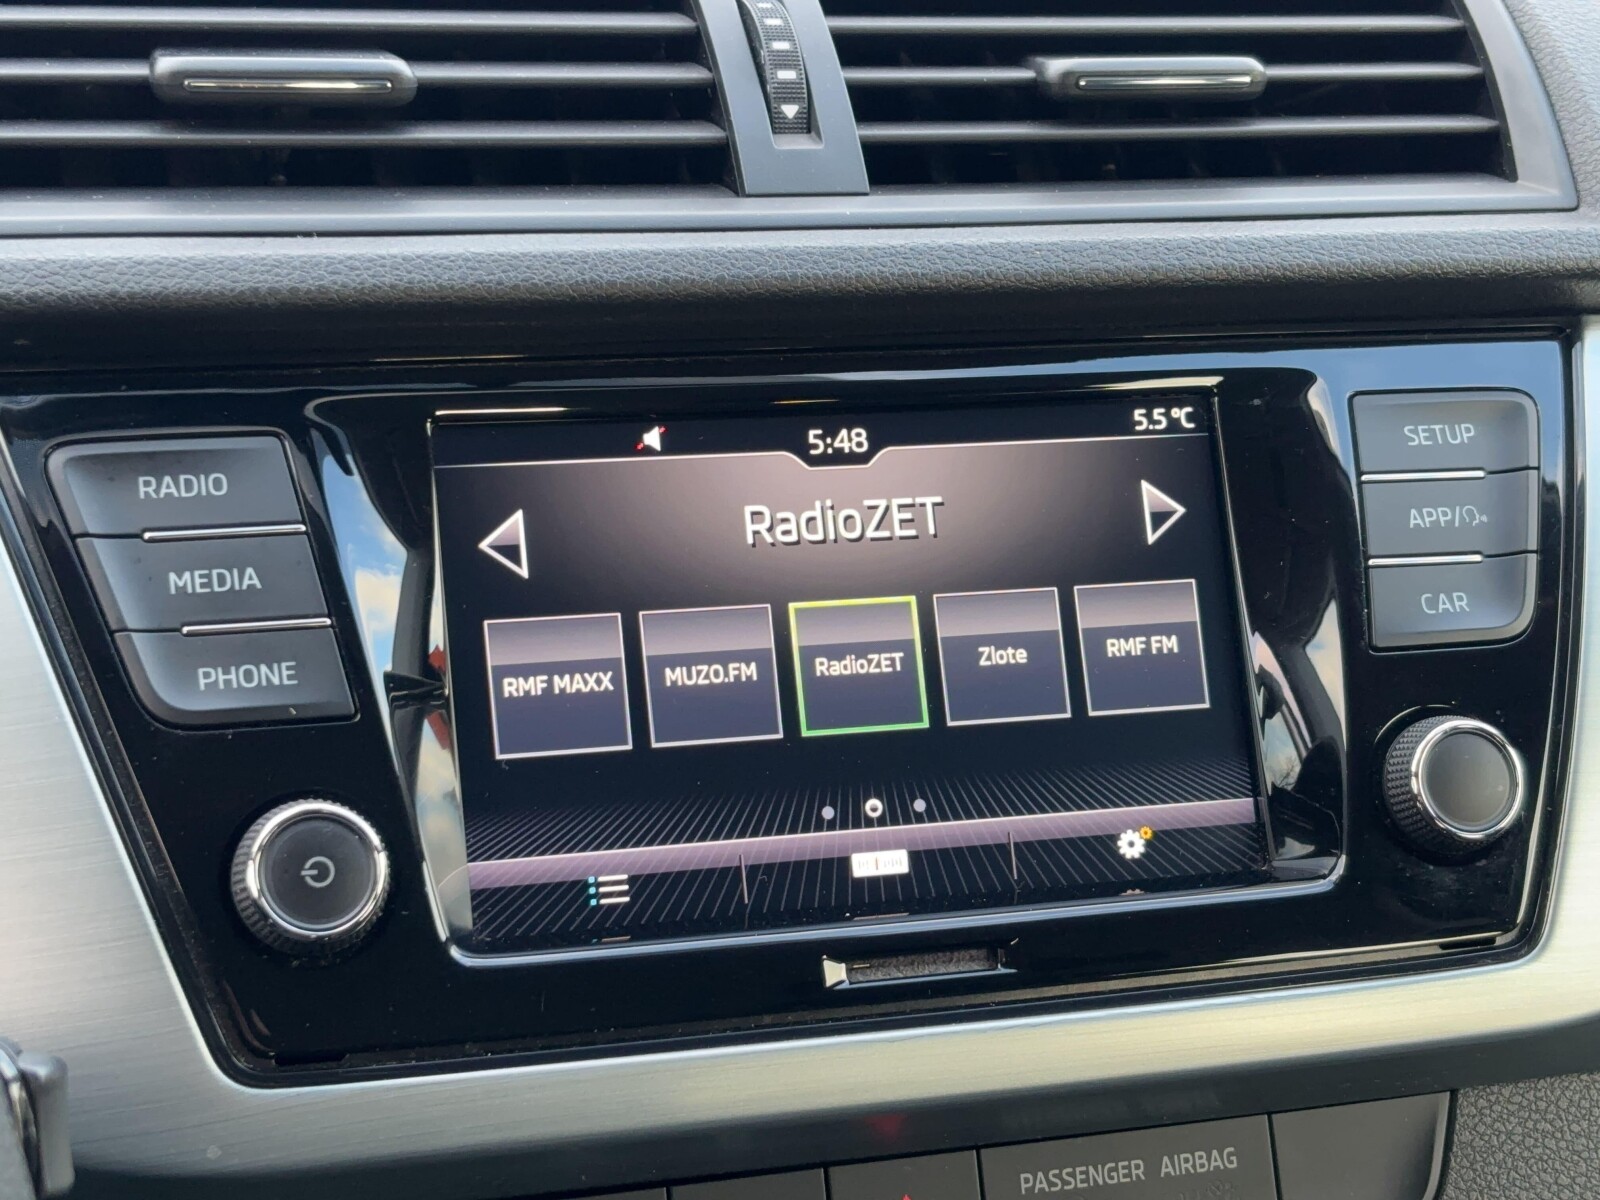 5:48
5.5 °C
RadioZET
RMF MAXX
MUZO.FM
RadioZET
Zlote
RMF FM
RADIO
MEDIA
PHONE
SETUP
APP/
CAR
PASSENGER AIRBAG